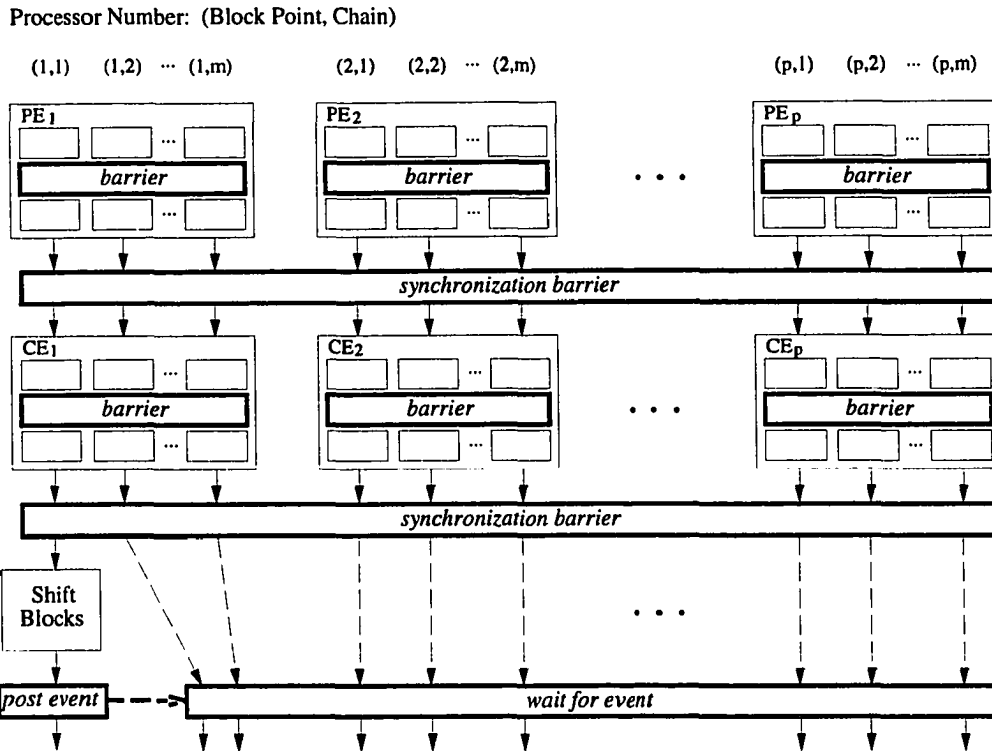 Processor Number: (Block Point, Chain)
(1,1) (1,2) ... (1,m) (2,1) (2,2) ... (2,m) (p,1) (p,2) ... (p,m)
PE1 PE2 PEp
... ... ...
barrier barrier . . . barrier
... ... ...
synchronization barrier
CE1 CE2 CEp
... ... ...
barrier barrier . . . barrier
... ... ...
synchronization barrier
Shift
Blocks
. . .
post event wait for event